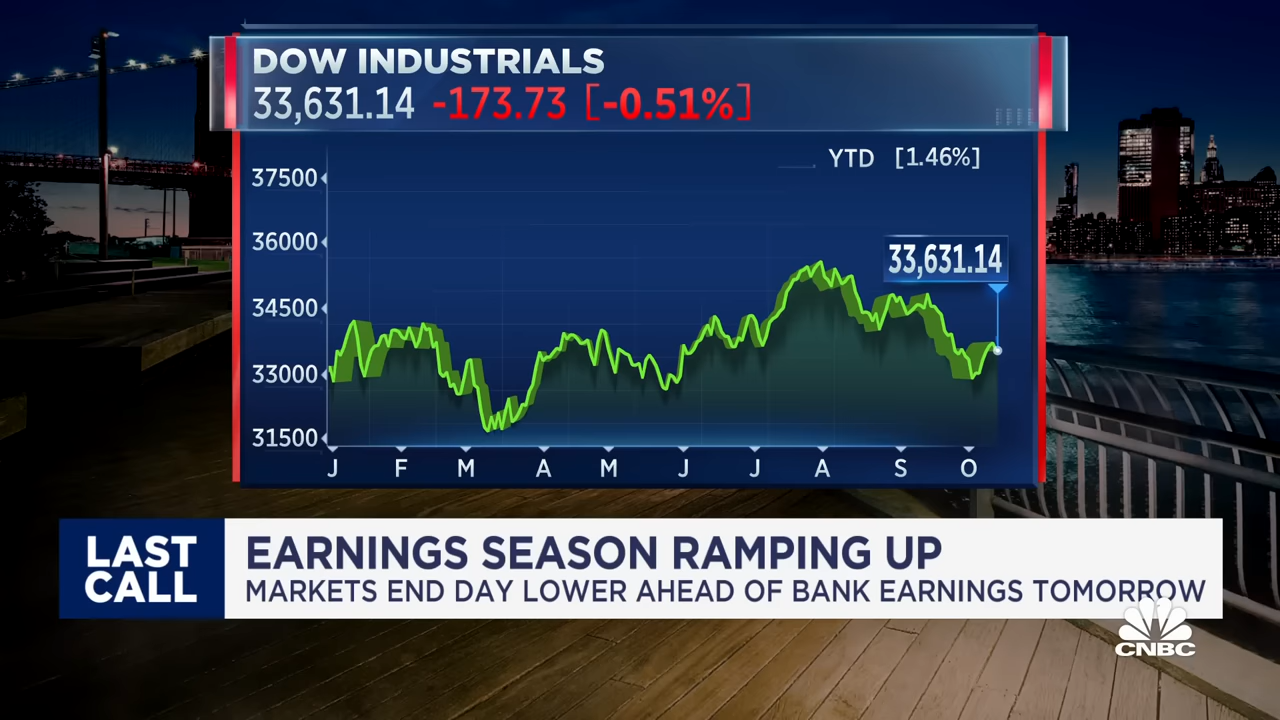 DOW INDUSTRIALS
33,631.14 -173.73 [-0.51%]
YTD [1.46%]
37500
36000
34500
33000
31500
33,631.14
J F M A M J J A S O
LAST CALL
EARNINGS SEASON RAMPING UP
MARKETS END DAY LOWER AHEAD OF BANK EARNINGS TOMORROW
CNBC